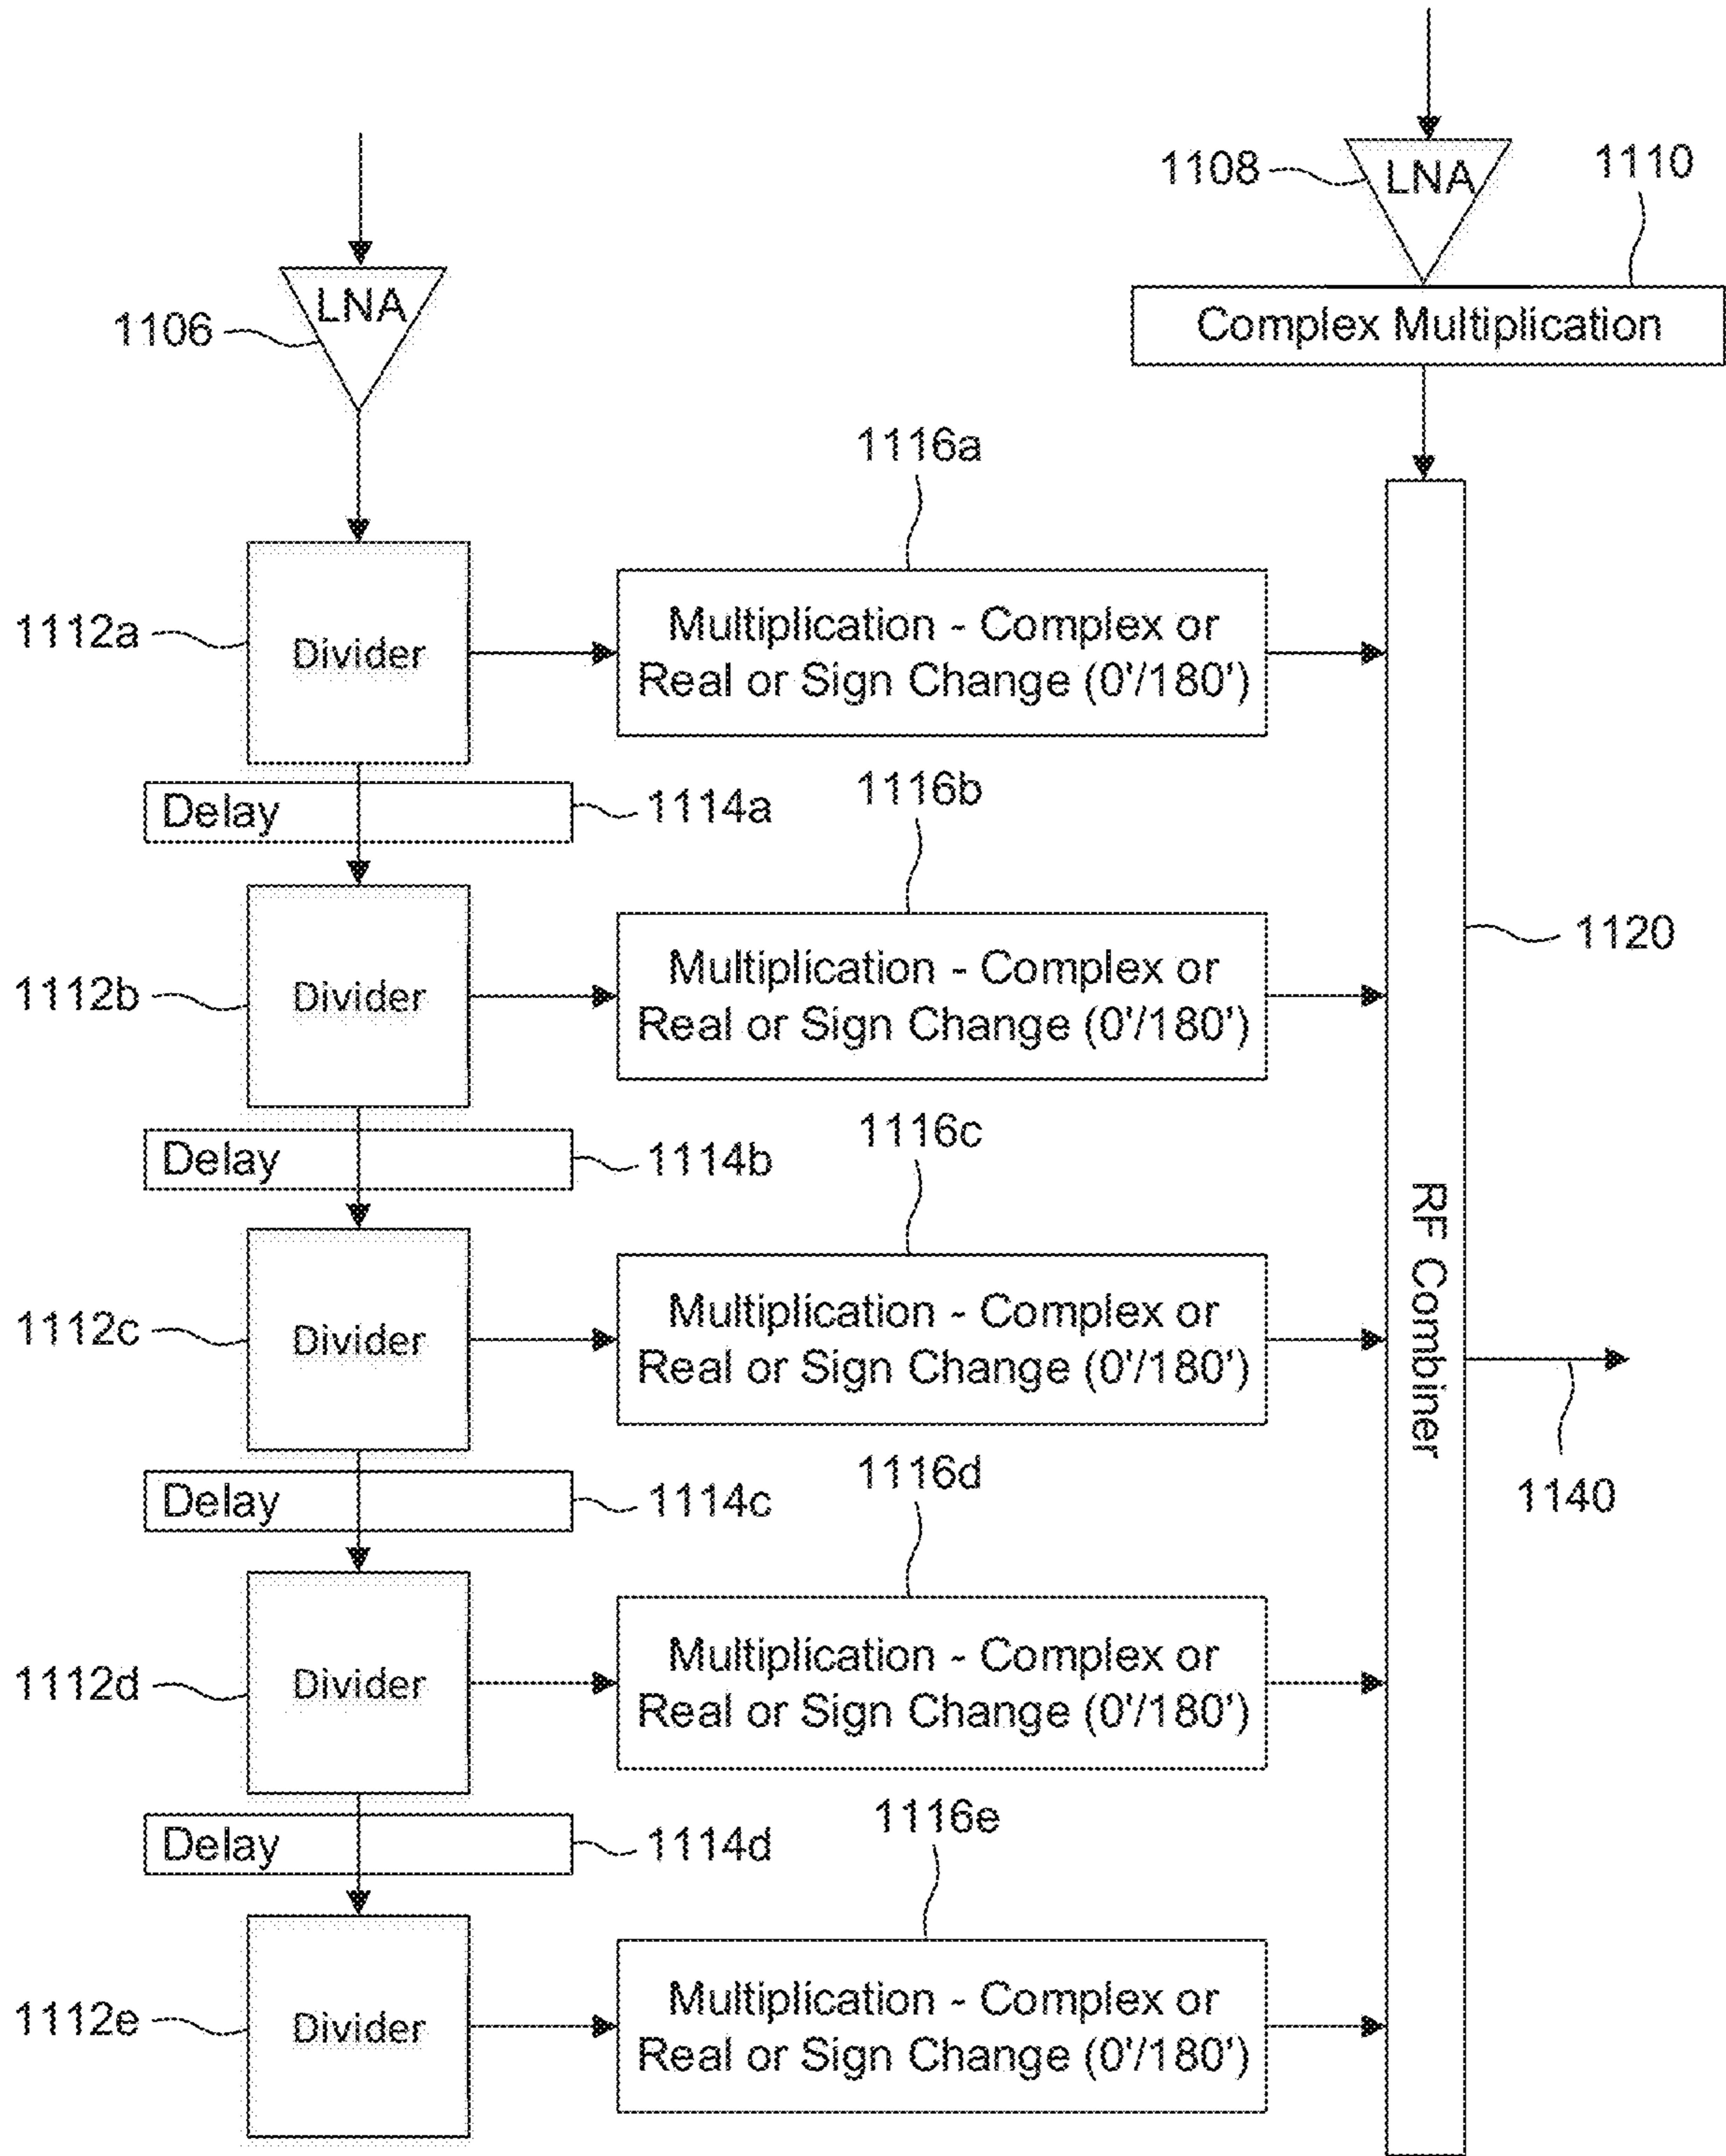 1108
LNA
1110
LNA
1106
Complex Multiplication
1116a
1112a
Divider
Multiplication - Complex or
Real or Sign Change (0'/180')
Delay
1114a
1116b
1112b
Divider
Multiplication - Complex or
Real or Sign Change (0'/180')
1120
Delay
1114b
1116c
RF Combiner
1112c
Divider
Multiplication - Complex or
Real or Sign Change (0'/180')
Delay
1114c
1116d
1140
1112d
Divider
Multiplication - Complex or
Real or Sign Change (0'/180')
Delay
1114d
1116e
1112e
Divider
Multiplication - Complex or
Real or Sign Change (0'/180')